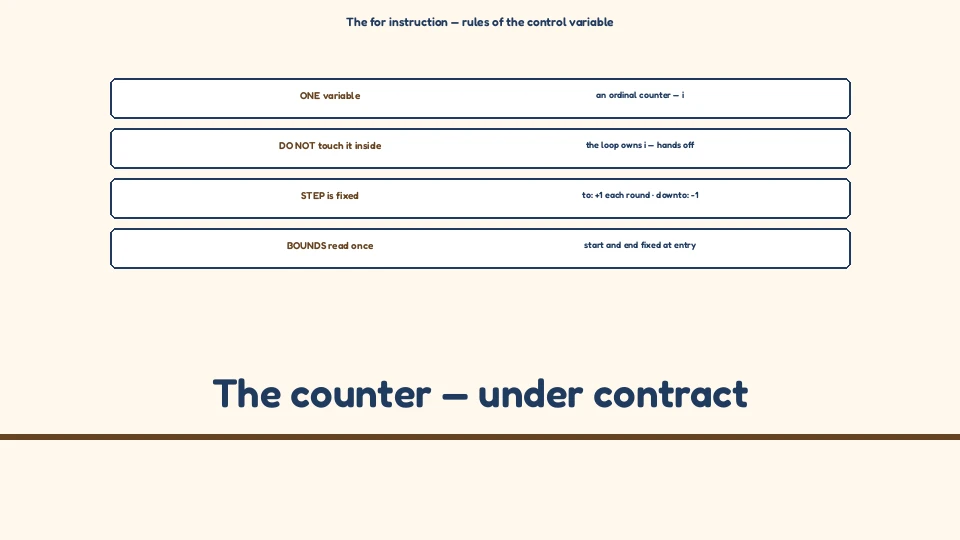 The for instruction — rules of the control variable
ONE variable an ordinal counter — i
DO NOT touch it inside the loop owns i — hands off
STEP is fixed to: +1 each round · downto: -1
BOUNDS read once start and end fixed at entry
The counter — under contract